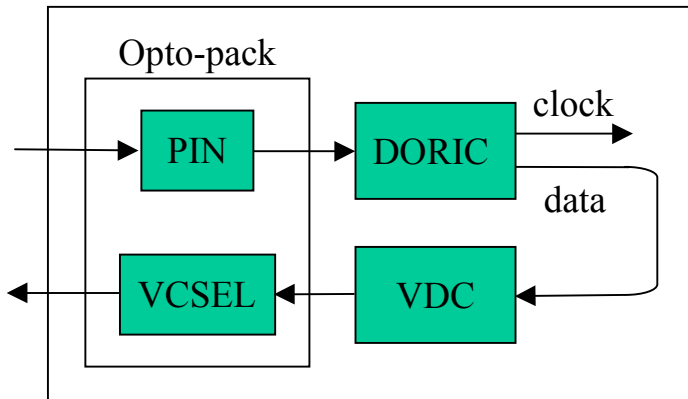 Opto-pack
clock
PIN
DORIC
data
VCSEL
VDC